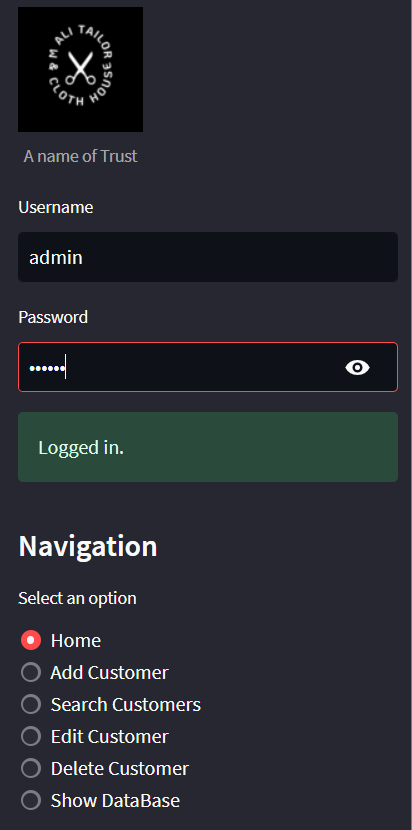 M ALI TAILOR & CLOTH HOUSE
A name of Trust
Username
admin
Password
••••••
Logged in.
Navigation
Select an option
Home
Add Customer
Search Customers
Edit Customer
Delete Customer
Show DataBase